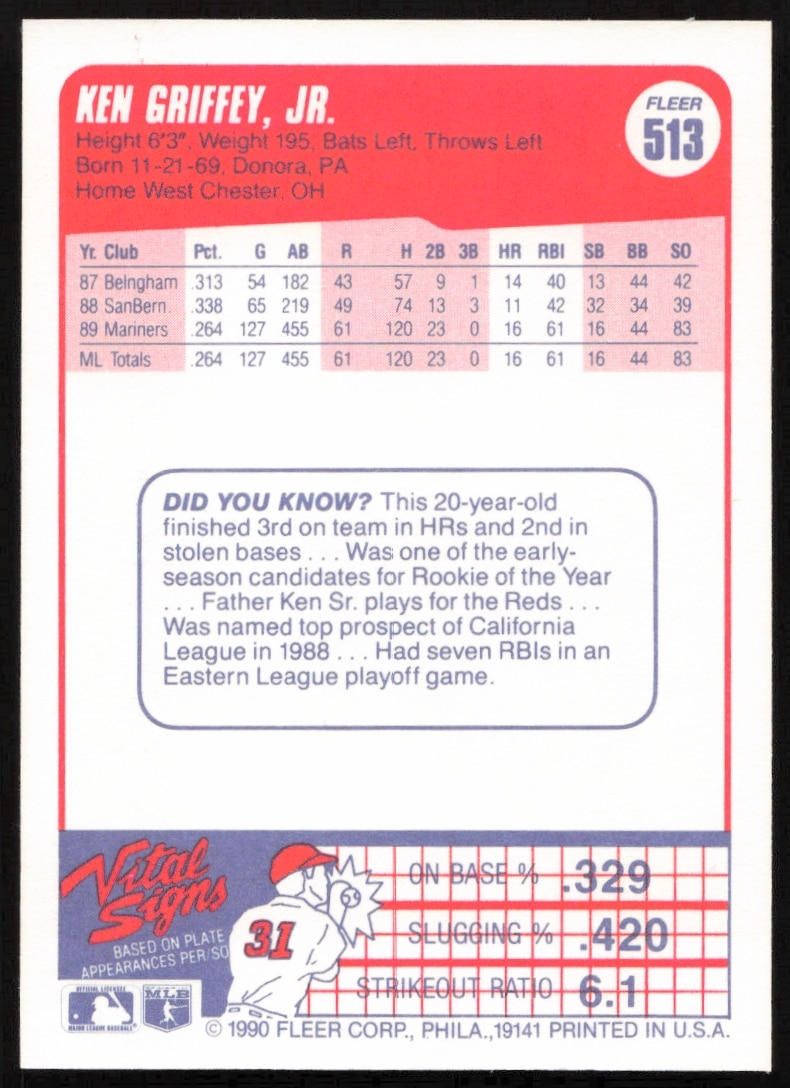 KEN GRIFFEY, JR.
FLEER
513
Height 6'3", Weight 195, Bats Left, Throws Left
Born 11-21-69, Donora, PA
Home West Chester, OH
Yr. Club Pct. G AB R H 2B 3B HR RBI SB BB SO
87 Belngham .313 54 182 43 57 9 1 14 40 13 44 42
88 SanBern. .338 65 219 49 74 13 3 11 42 32 34 39
89 Mariners .264 127 455 61 120 23 0 16 61 16 44 83
ML Totals .264 127 455 61 120 23 0 16 61 16 44 83
DID YOU KNOW? This 20-year-old
finished 3rd on team in HRs and 2nd in
stolen bases . . . Was one of the early-
season candidates for Rookie of the Year
. . . Father Ken Sr. plays for the Reds . . .
Was named top prospect of California
League in 1988 . . . Had seven RBIs in an
Eastern League playoff game.
Vital
Signs
BASED ON PLATE
APPEARANCES PER/SO
31
ON BASE % .329
SLUGGING % .420
STRIKEOUT RATIO 6.1
OFFICIAL LICENSEE
MAJOR LEAGUE BASEBALL
MLB
© 1990 FLEER CORP., PHILA.,19141 PRINTED IN U.S.A.